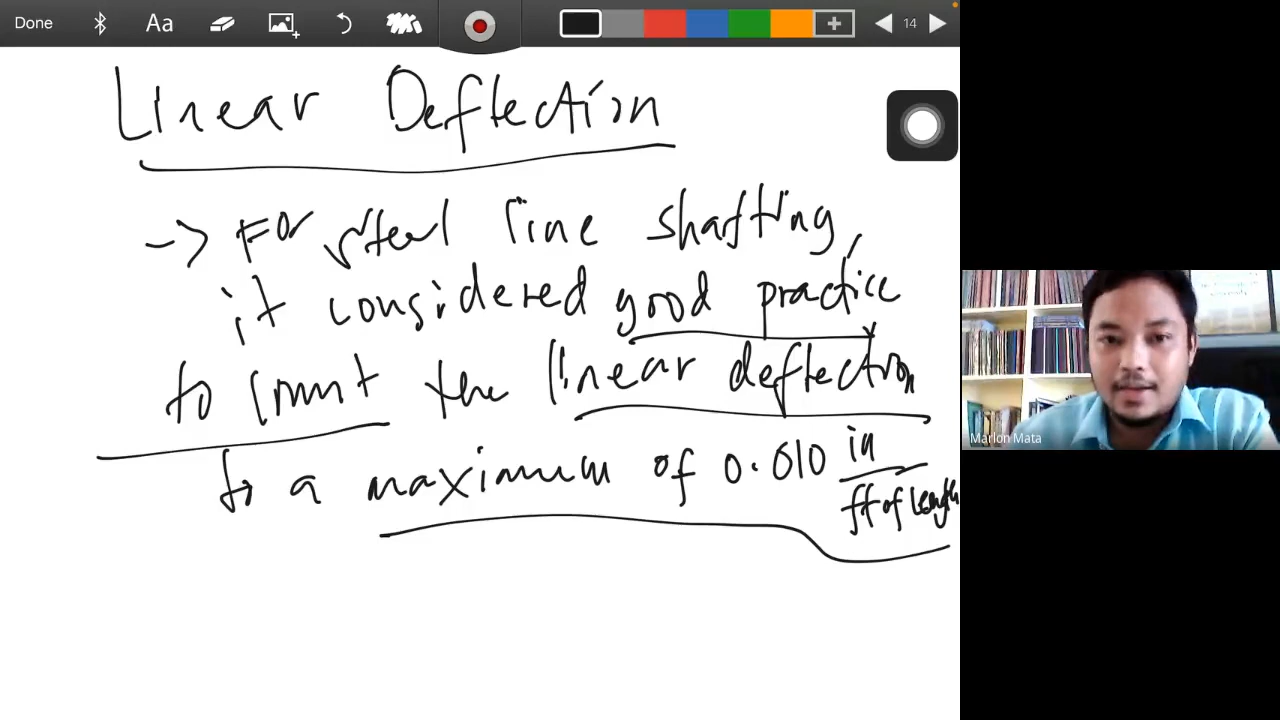 Done Aa 14
Linear Deflection
-> For steel line shafting,
it considered good practice
to limit the linear deflection
to a maximum of 0.010 in
ft of length
Marlon Mata